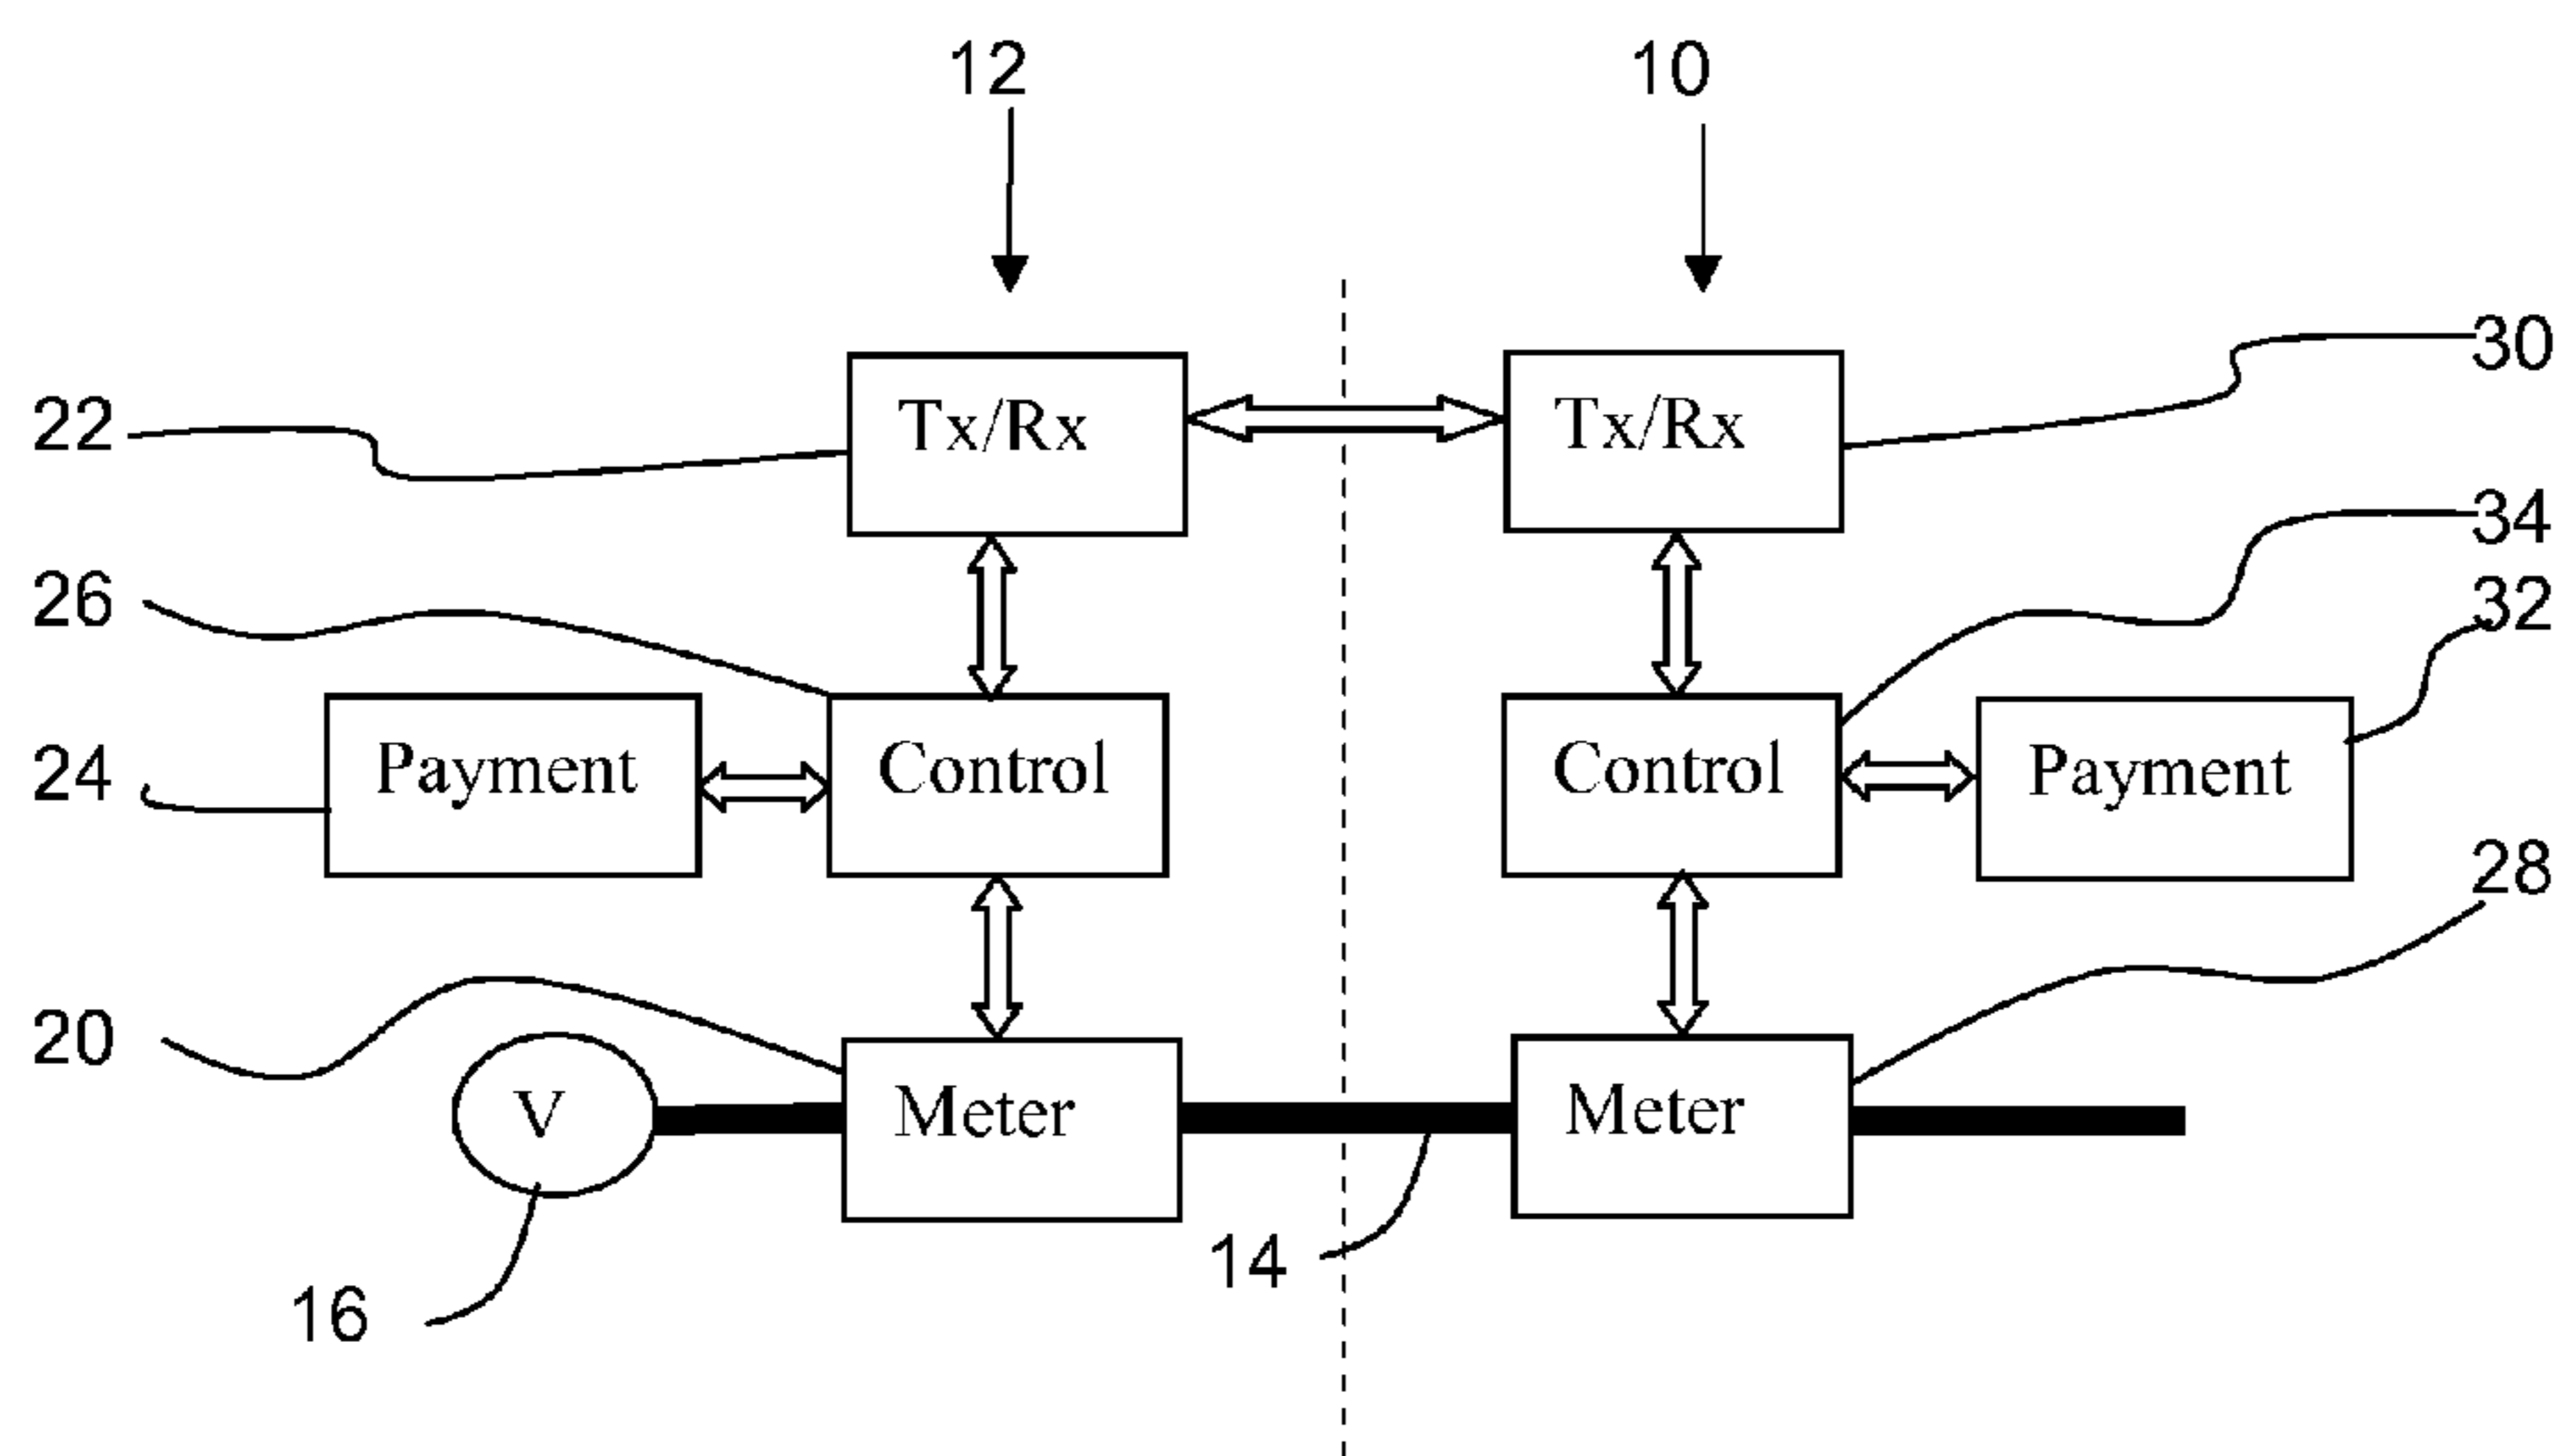 12
10
30
22
Tx/Rx
Tx/Rx
34
26
32
24
Payment
Control
Control
Payment
28
20
V
Meter
Meter
14
16